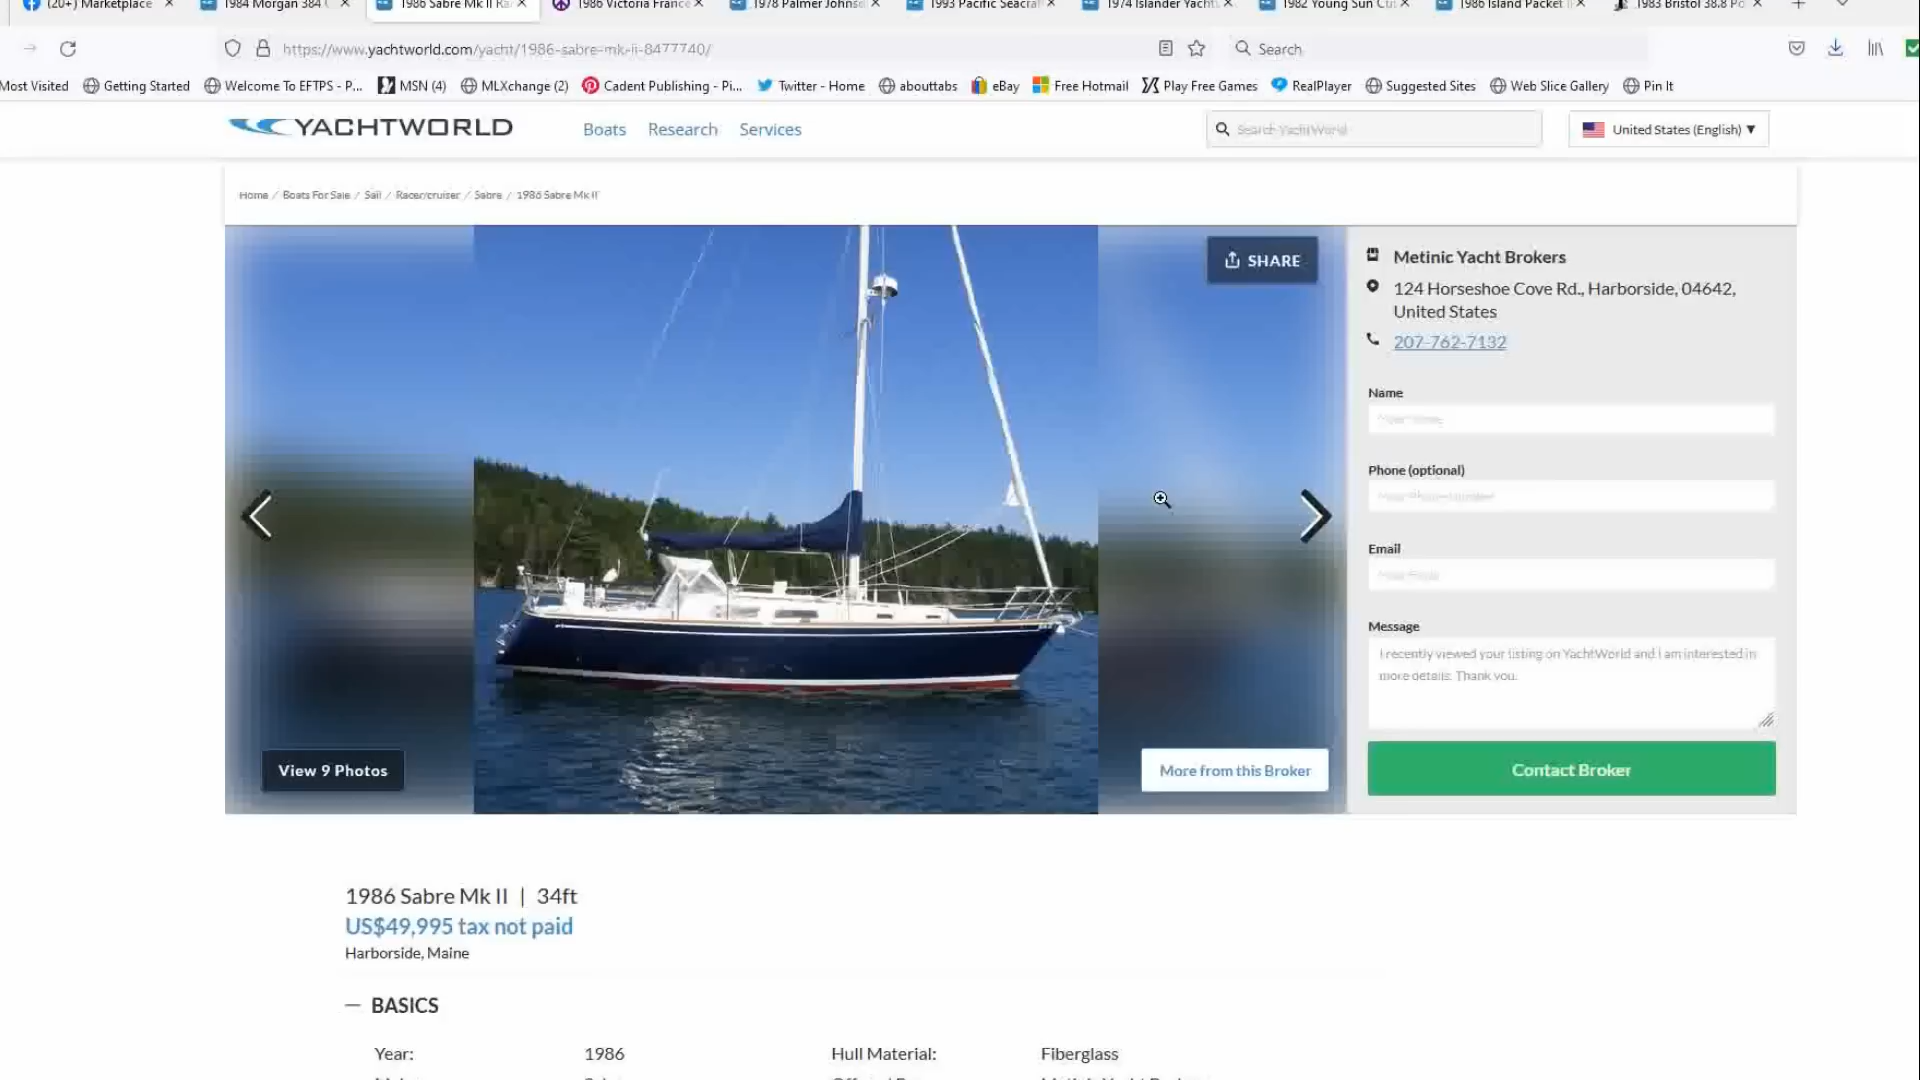 (20+) Marketplace
1984 Morgan 384
1986 Sabre Mk II Ra
1986 Victoria France
1978 Palmer Johns
1993 Pacific Seacraf
1974 Islander Yacht
1982 Young Sun Cu
1986 Island Packet
1983 Bristol 38.8 Po
https://www.yachtworld.com/yacht/1986-sabre-mk-ii-8477740/
Search
Most Visited
Getting Started
Welcome To EFTPS - P...
MSN (4)
MLXchange (2)
Cadent Publishing - Pi...
Twitter - Home
abouttabs
eBay
Free Hotmail
Play Free Games
RealPlayer
Suggested Sites
Web Slice Gallery
Pin It
YACHTWORLD
Boats
Research
Services
Search YachtWorld
United States (English) ▼
Home / Boats For Sale / Sail / Racer/cruiser / Sabre / 1986 Sabre Mk II
SHARE
View 9 Photos
More from this Broker
Metinic Yacht Brokers
124 Horseshoe Cove Rd., Harborside, 04642,
United States
207-762-7132
Name
Phone (optional)
Email
Message
I recently viewed your listing on YachtWorld and I am interested in
more details. Thank you.
Contact Broker
1986 Sabre Mk II | 34ft
US$49,995 tax not paid
Harborside, Maine
— BASICS
Year: 1986
Hull Material: Fiberglass